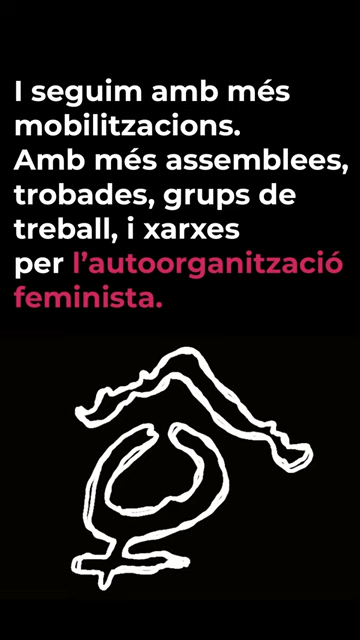 I seguim amb més
mobilitzacions.
Amb més assemblees,
trobades, grups de
treball, i xarxes
per l’autoorganització
feminista.